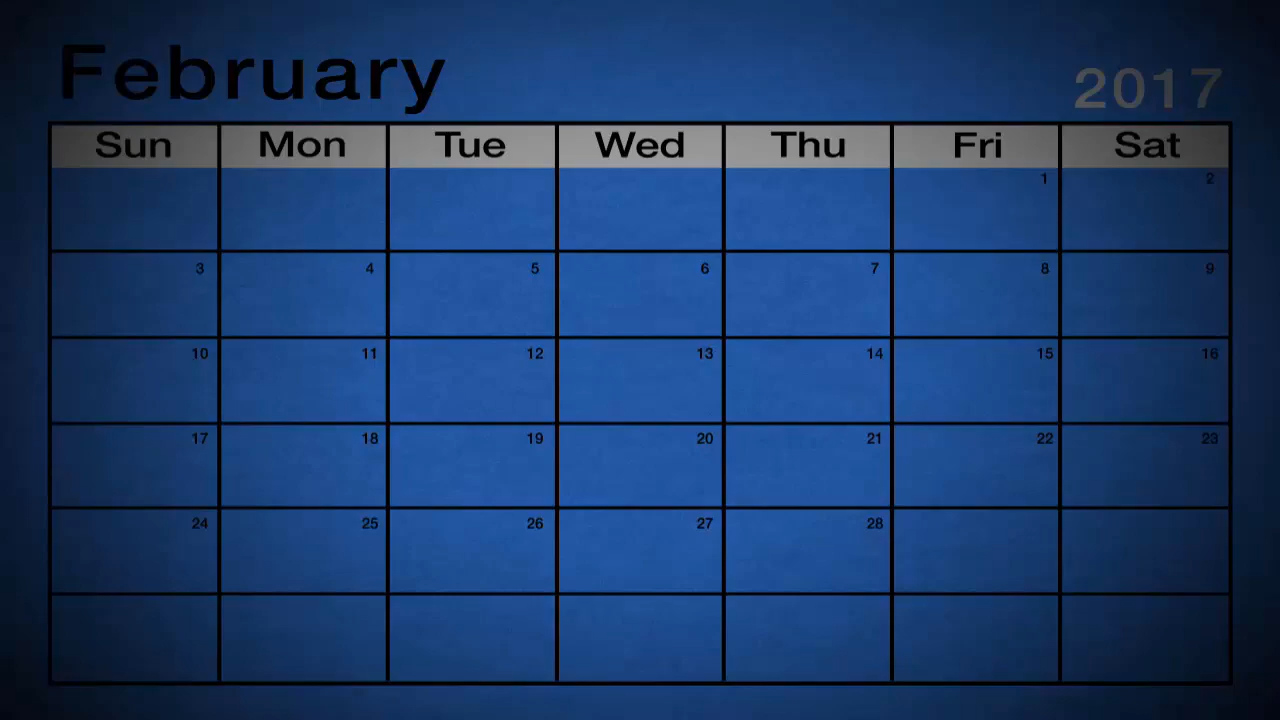 February 2017
Sun Mon Tue Wed Thu Fri Sat
1 2
3 4 5 6 7 8 9
10 11 12 13 14 15 16
17 18 19 20 21 22 23
24 25 26 27 28